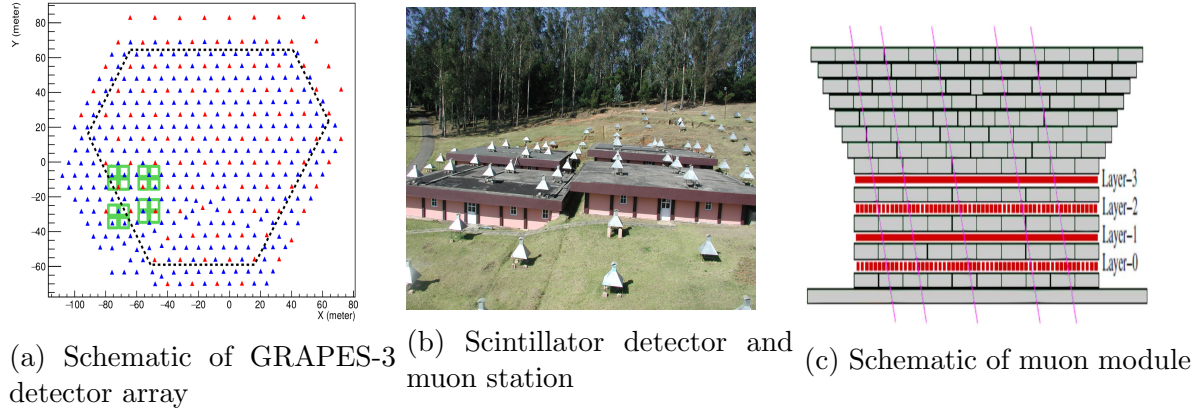 Y (meter)
80
60
40
20
0
−20
−40
−60
−100 −80 −60 −40 −20 0 20 40 60 80
X (meter)
Layer−3
Layer−2
Layer−1
Layer−0
(a) Schematic of GRAPES-3
detector array
(b) Scintillator detector and
muon station
(c) Schematic of muon module